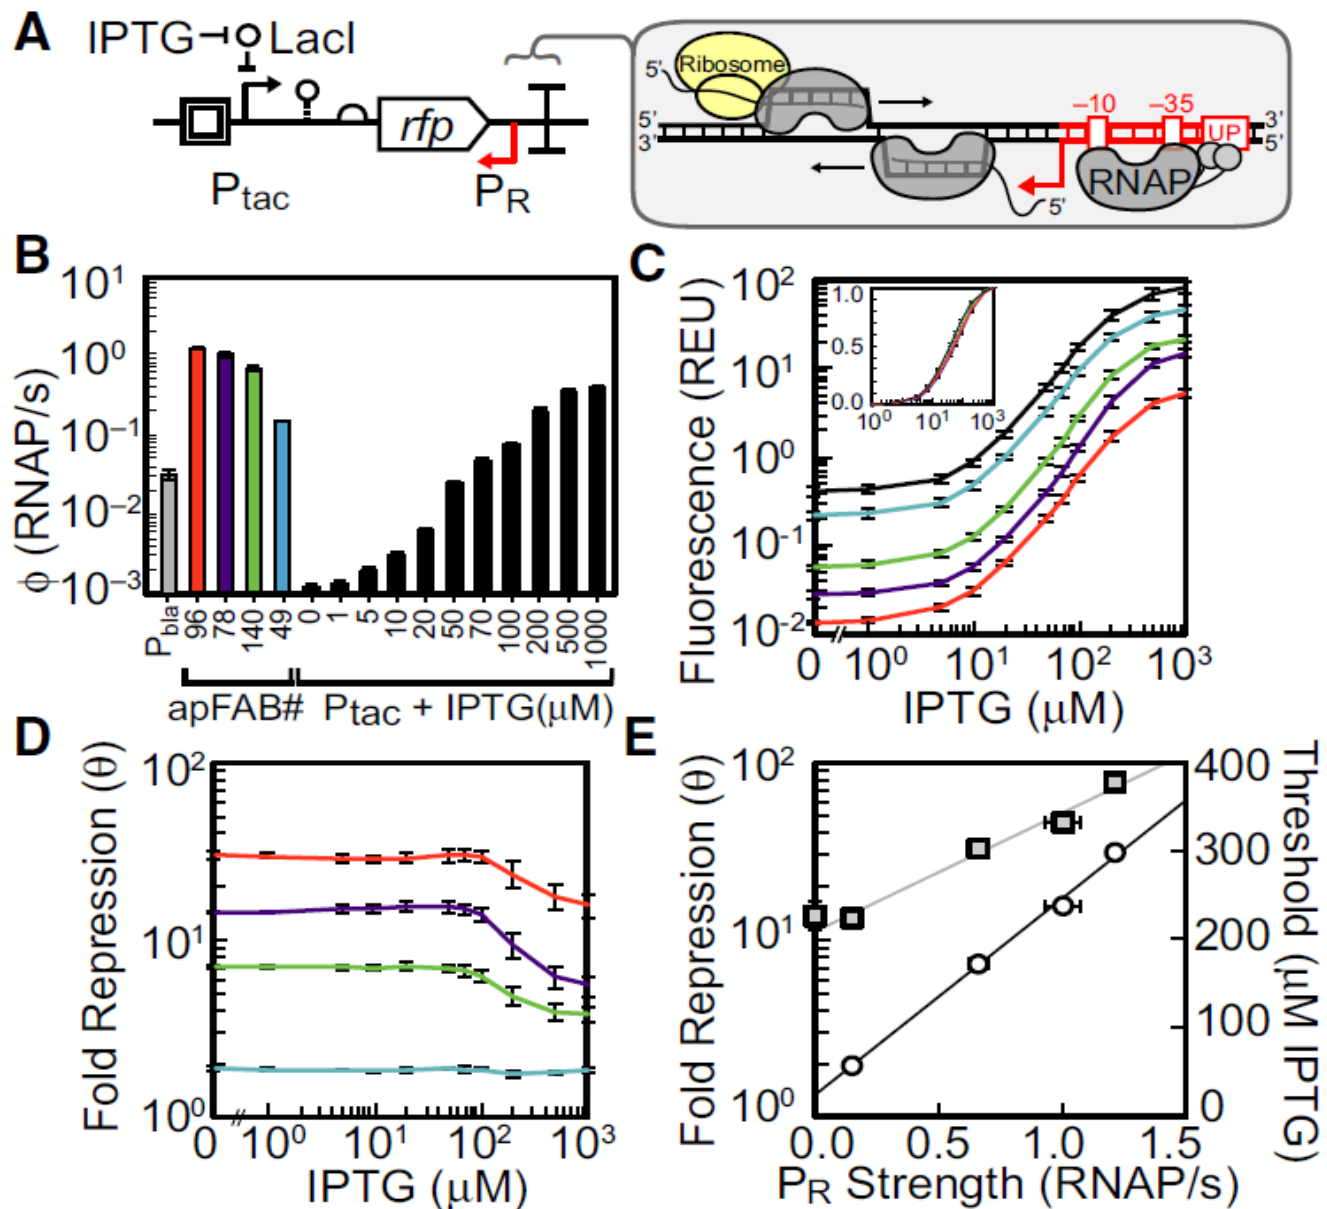 A
IPTG LacI
rfp
Ptac
PR
Ribosome
5'
5'
3'
–10 –35
UP
3'
5'
RNAP
5'
B
ϕ (RNAP/s)
10¹
10⁰
10⁻¹
10⁻²
10⁻³
Pbla 96 78 140 49 0 1 5 10 20 50 70 100 200 500 1000
apFAB# Ptac + IPTG(μM)
C
Fluorescence (REU)
10²
10¹
10⁰
10⁻¹
10⁻²
1.0
0.5
0.0
10⁰ 10¹ 10³
0 10⁰ 10¹ 10² 10³
IPTG (μM)
D
Fold Repression (θ)
10²
10¹
10⁰
0 10⁰ 10¹ 10² 10³
IPTG (μM)
E
Fold Repression (θ)
10²
10¹
10⁰
400
300
200
100
0
Threshold (μM IPTG)
0.0 0.5 1.0 1.5
PR Strength (RNAP/s)